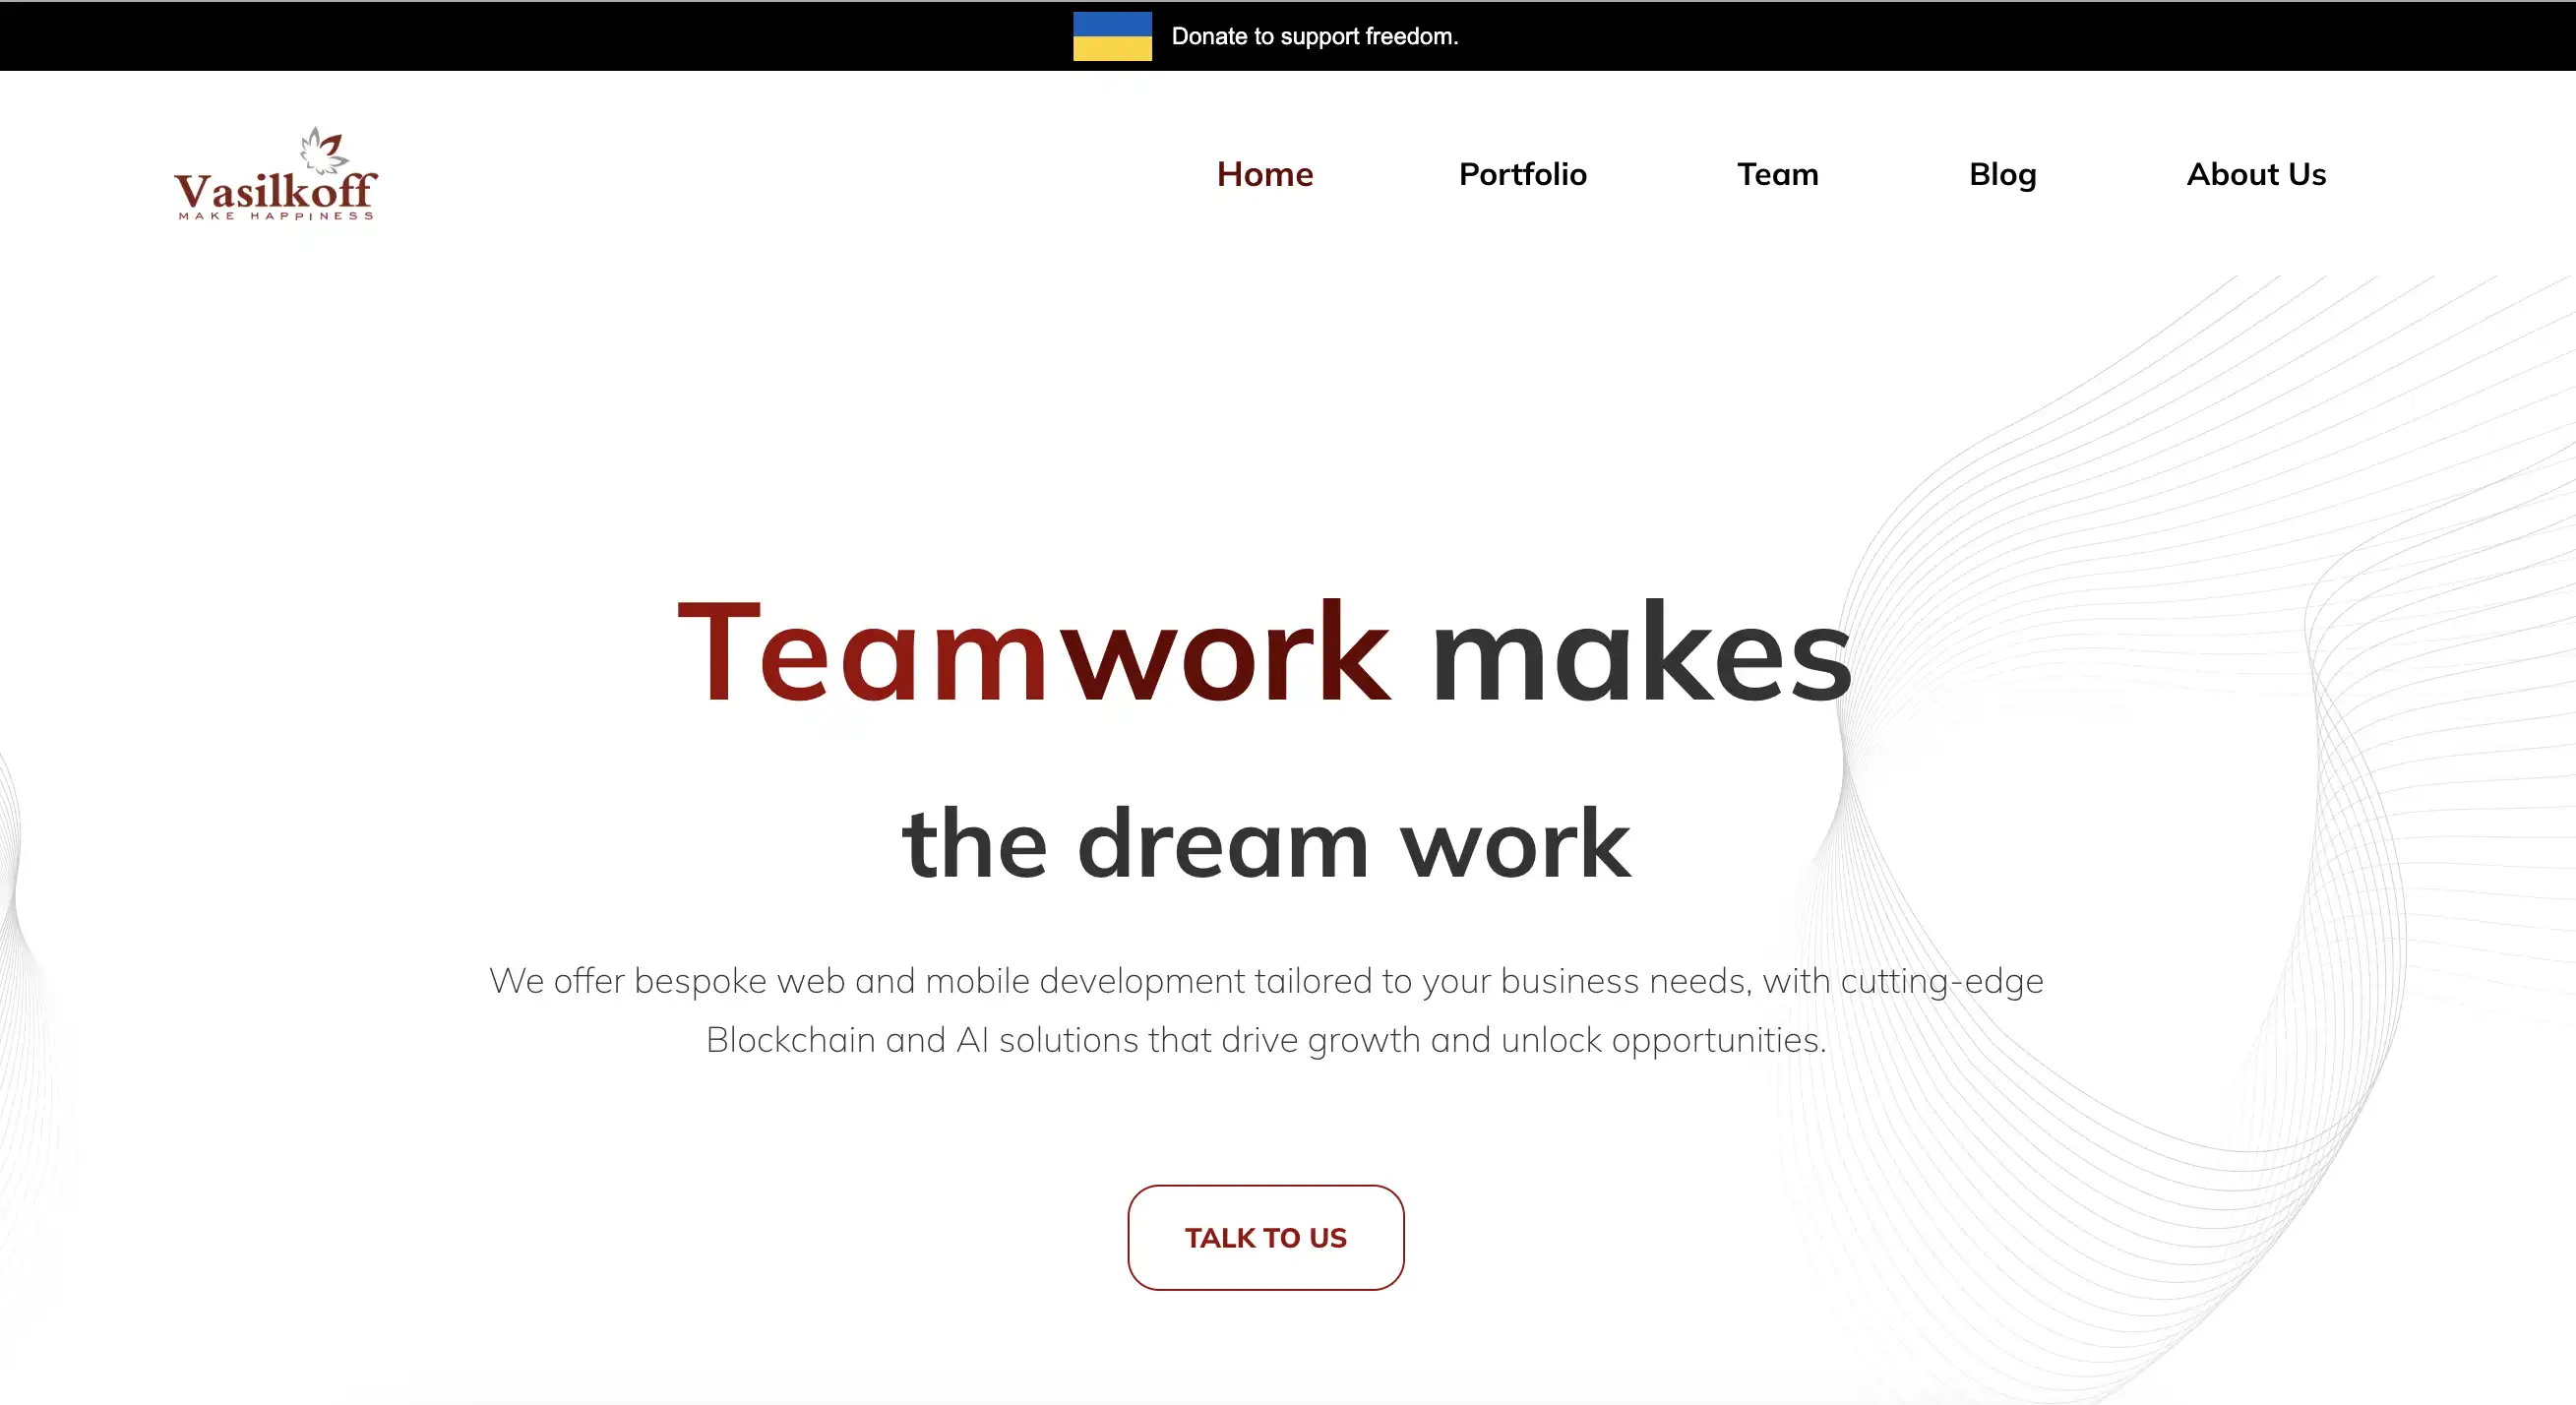 Donate to support freedom.
Vasilkoff
MAKE HAPPINESS
Home
Portfolio
Team
Blog
About Us
Teamwork makes
the dream work
We offer bespoke web and mobile development tailored to your business needs, with cutting-edge
Blockchain and AI solutions that drive growth and unlock opportunities.
TALK TO US